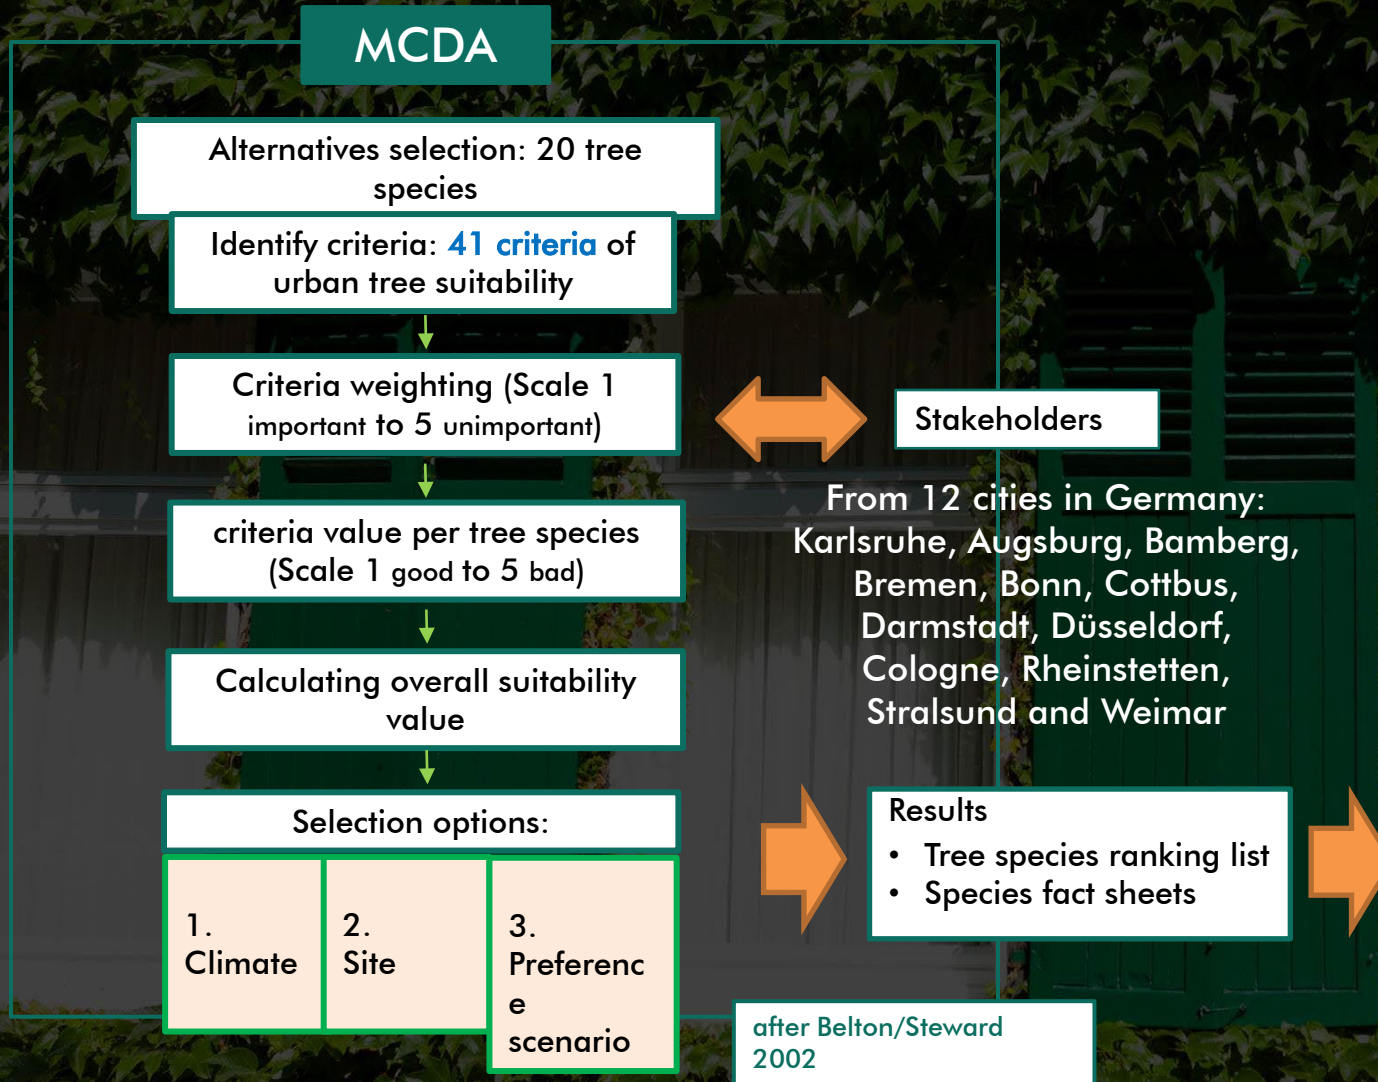 MCDA
Alternatives selection: 20 tree
species
Identify criteria: 41 criteria of
urban tree suitability
Criteria weighting (Scale 1
important to 5 unimportant)
Stakeholders
From 12 cities in Germany:
Karlsruhe, Augsburg, Bamberg,
Bremen, Bonn, Cottbus,
Darmstadt, Düsseldorf,
Cologne, Rheinstetten,
Stralsund and Weimar
criteria value per tree species
(Scale 1 good to 5 bad)
Calculating overall suitability
value
Selection options:
1.
Climate
2.
Site
3.
Preferenc
e
scenario
Results
• Tree species ranking list
• Species fact sheets
after Belton/Steward
2002